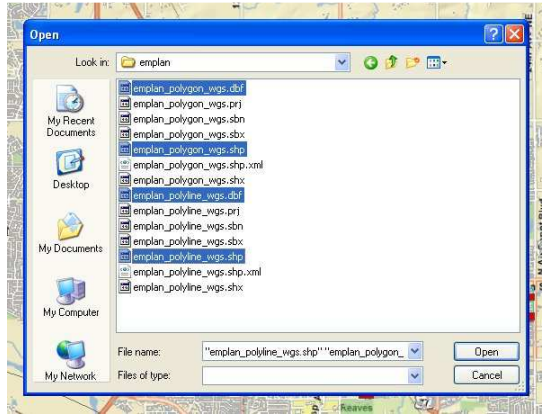 Open
Look in: emplan
My Recent Documents
Desktop
My Documents
My Computer
My Network
emplan_polygon_wgs.dbf
emplan_polygon_wgs.prj
emplan_polygon_wgs.sbn
emplan_polygon_wgs.sbx
emplan_polygon_wgs.shp
emplan_polygon_wgs.shp.xml
emplan_polygon_wgs.shx
emplan_polyline_wgs.dbf
emplan_polyline_wgs.prj
emplan_polyline_wgs.sbn
emplan_polyline_wgs.sbx
emplan_polyline_wgs.shp
emplan_polyline_wgs.shp.xml
emplan_polyline_wgs.shx
File name: "emplan_polyline_wgs.shp" "emplan_polygon_ Open
Files of type: Cancel
Reaves